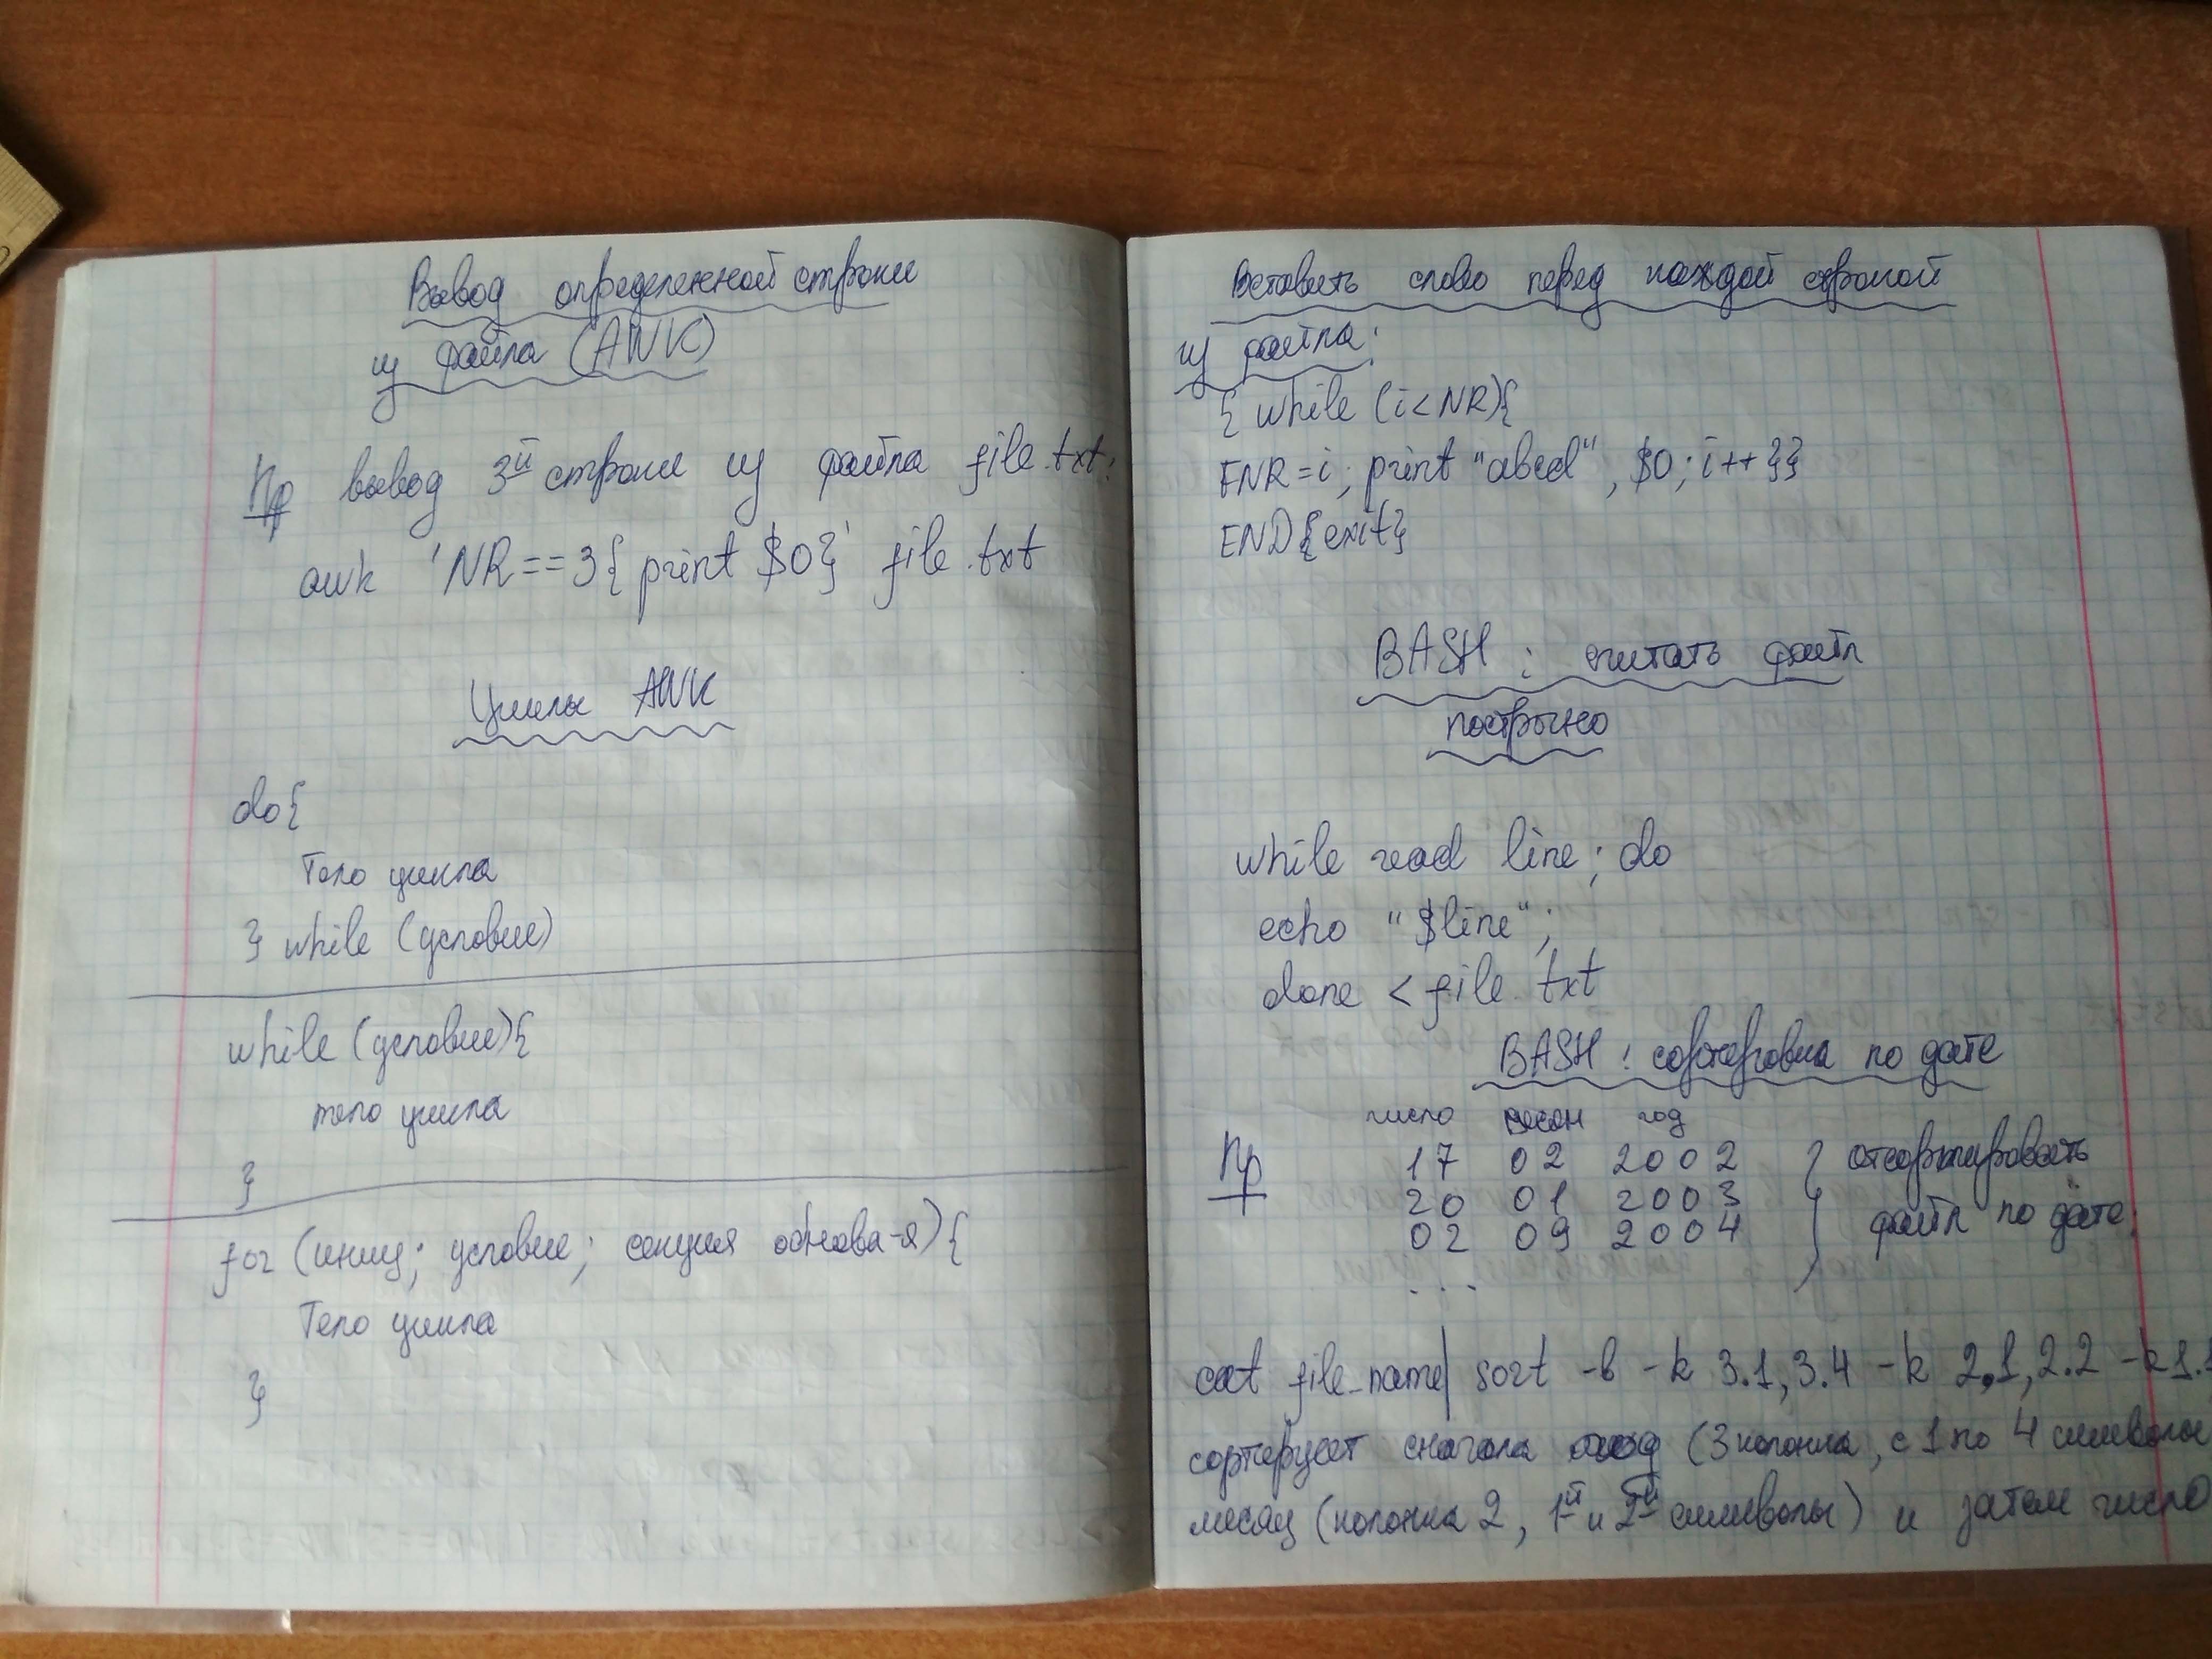 Вывод определенной строки
из файла (AWK)
Пр вывод 3й строки из файла file.txt:
awk 'NR==3{print $0}' file.txt
Циклы AWK
do{
Тело цикла
} while (условие)
while (условие){
тело цикла
}
for (иниц; условие; секция обнова-я){
Тело цикла
}
Вставить слово перед каждой строкой
из файла:
{ while (i<NR){
FNR=i; print "abcd", $0; i++}}
END{exit}
BASH: считать файл
построчно
while read line; do
echo "$line";
done < file.txt
BASH: сортировка по дате
число месяц год
Пр 17 02 2002 } отсортировать
20 01 2003
02 09 2004 файл по дате.
...
cat file_name| sort -b -k 3.1,3.4 -k 2.1,2.2 -k 1.1
сортирует сначала год (3 колонка, с 1 по 4 символы
месяц (колонка 2, 1й и 2й символы) и затем число